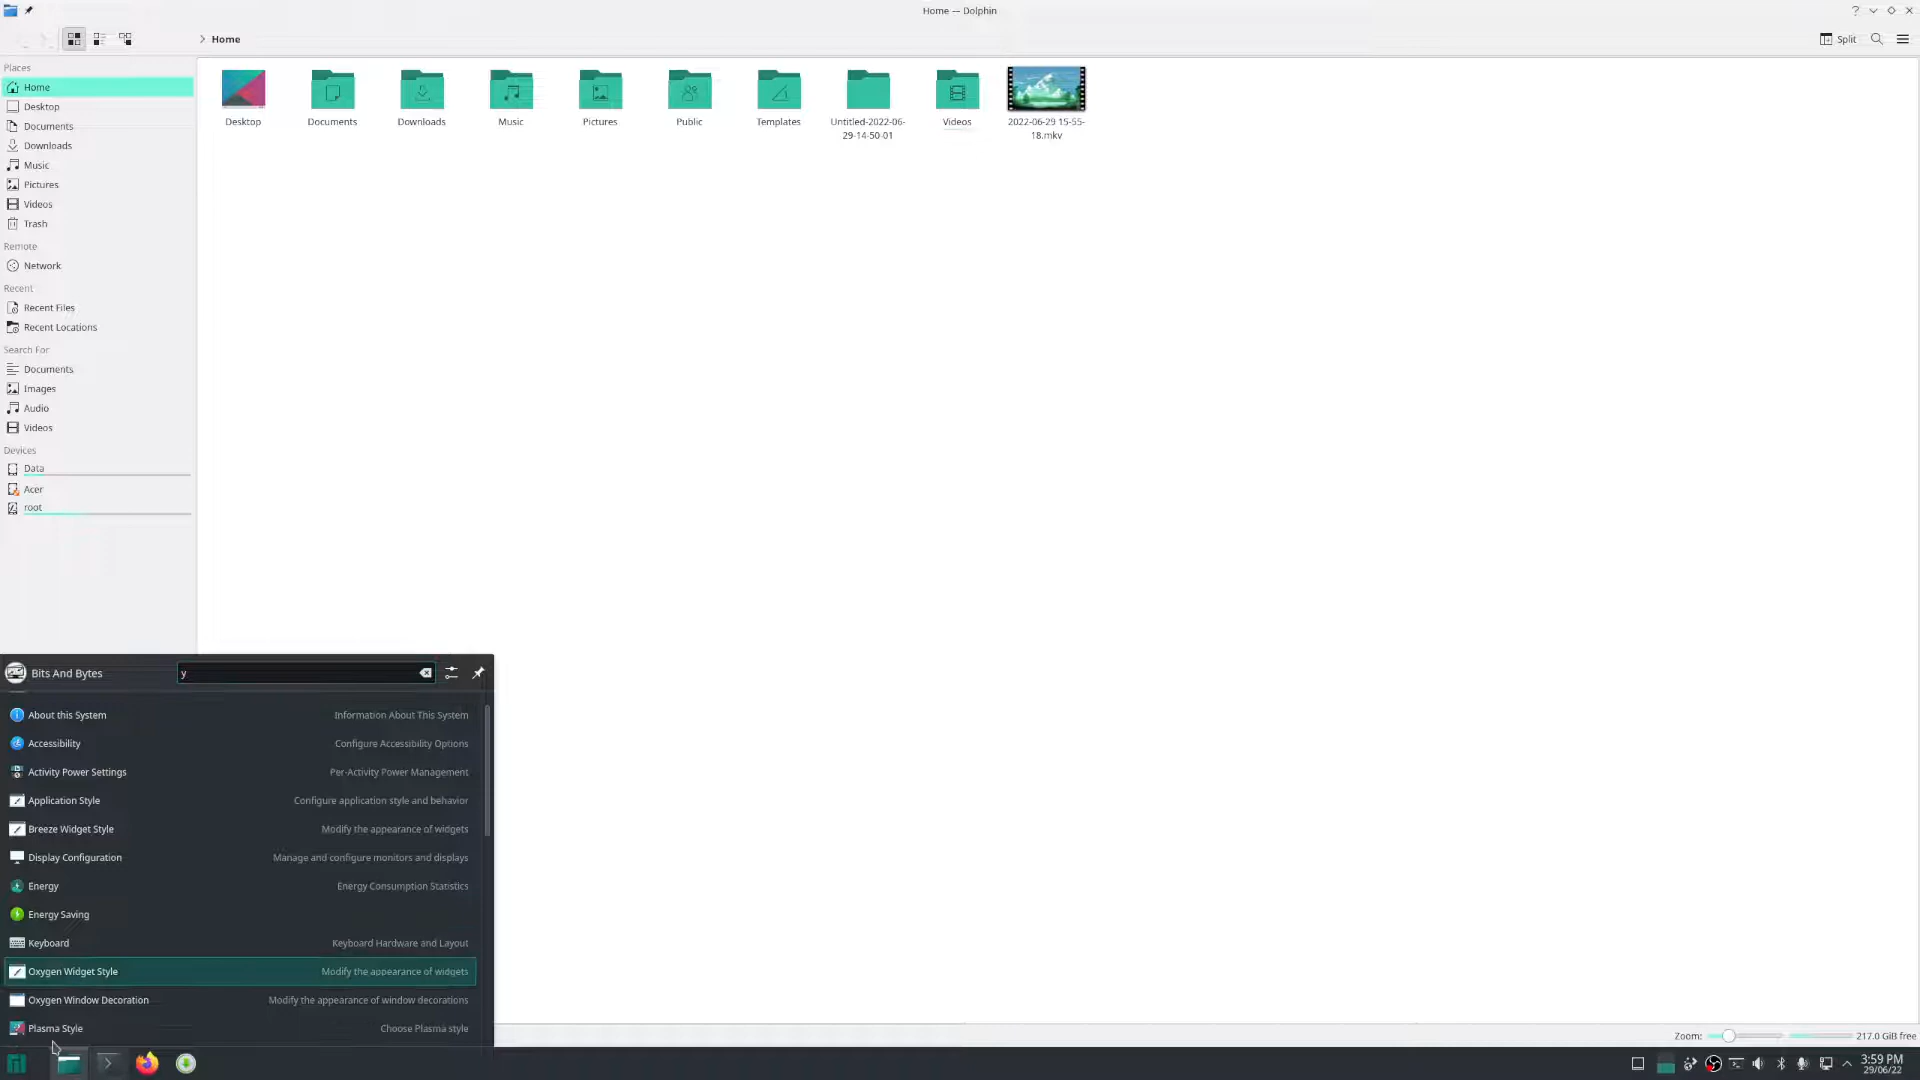 Home — Dolphin
Home
Split
Places
Home
Desktop
Documents
Downloads
Music
Pictures
Videos
Trash
Remote
Network
Recent
Recent Files
Recent Locations
Search For
Documents
Images
Audio
Videos
Devices
Data
Acer
root
Desktop
Documents
Downloads
Music
Pictures
Public
Templates
Untitled-2022-06-
29-14-50-01
Videos
2022-06-29 15-55-
18.mkv
Bits And Bytes
y
About this System Information About This System
Accessibility Configure Accessibility Options
Activity Power Settings Per-Activity Power Management
Application Style Configure application style and behavior
Breeze Widget Style Modify the appearance of widgets
Display Configuration Manage and configure monitors and displays
Energy Energy Consumption Statistics
Energy Saving
Keyboard Keyboard Hardware and Layout
Oxygen Widget Style Modify the appearance of widgets
Oxygen Window Decoration Modify the appearance of window decorations
Plasma Style Choose Plasma style
Zoom: 217.0 GiB free
3:59 PM
29/06/22